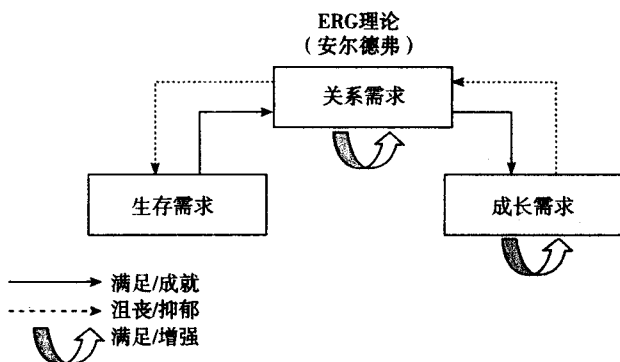 ERG理论
(安尔德弗)
关系需求
生存需求
成长需求
满足/成就
沮丧/抑郁
满足/增强